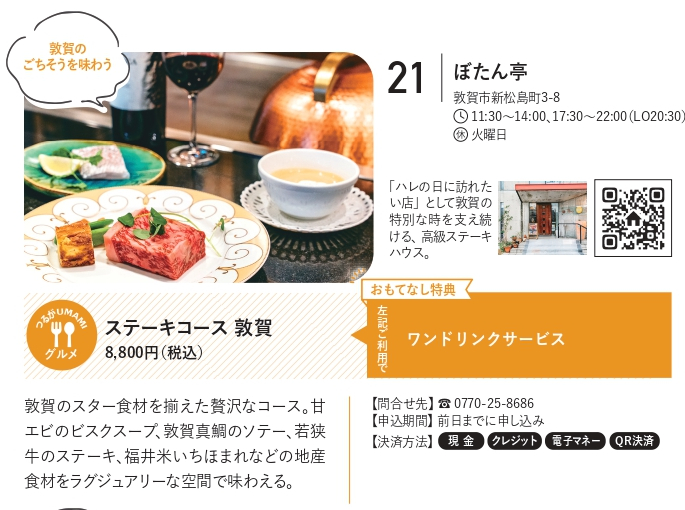 敦賀の
ごちそうを味わう
21
ぼたん亭
敦賀市新松島町3-8
11:30〜14:00、17:30〜22:00(LO20:30)
休 火曜日
「ハレの日に訪れた
い店」として敦賀の
特別な時を支え続
ける、高級ステーキ
ハウス。
つるがUMAMI
グルメ
ステーキコース 敦賀
8,800円(税込)
おもてなし特典
左記ご利用で
ワンドリンクサービス
敦賀のスター食材を揃えた贅沢なコース。甘
エビのビスクスープ、敦賀真鯛のソテー、若狭
牛のステーキ、福井米いちほまれなどの地産
食材をラグジュアリーな空間で味わえる。
【問合せ先】☎ 0770-25-8686
【申込期間】前日までに申し込み
【決済方法】 現金 クレジット 電子マネー QR決済